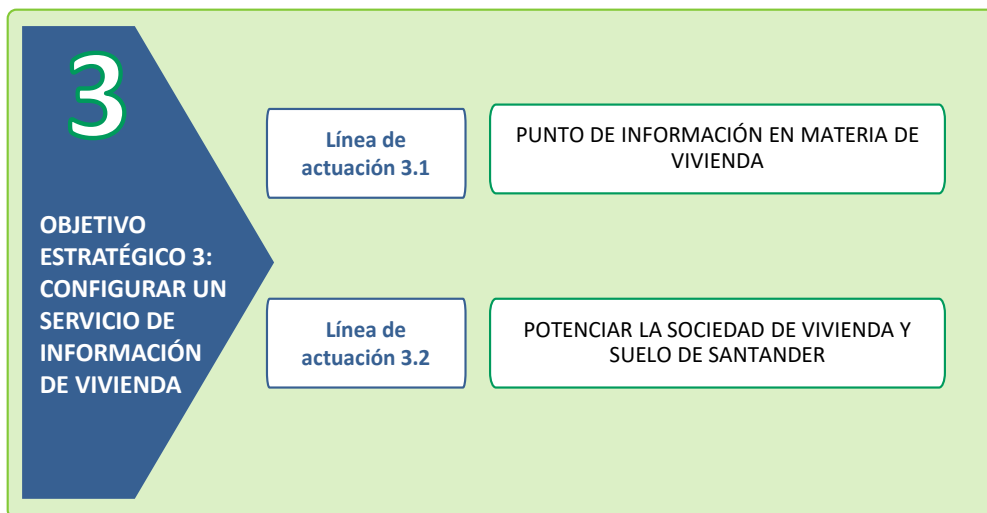 3
OBJETIVO
ESTRATÉGICO 3:
CONFIGURAR UN
SERVICIO DE
INFORMACIÓN
DE VIVIENDA
Línea de
actuación 3.1
PUNTO DE INFORMACIÓN EN MATERIA DE
VIVIENDA
Línea de
actuación 3.2
POTENCIAR LA SOCIEDAD DE VIVIENDA Y
SUELO DE SANTANDER